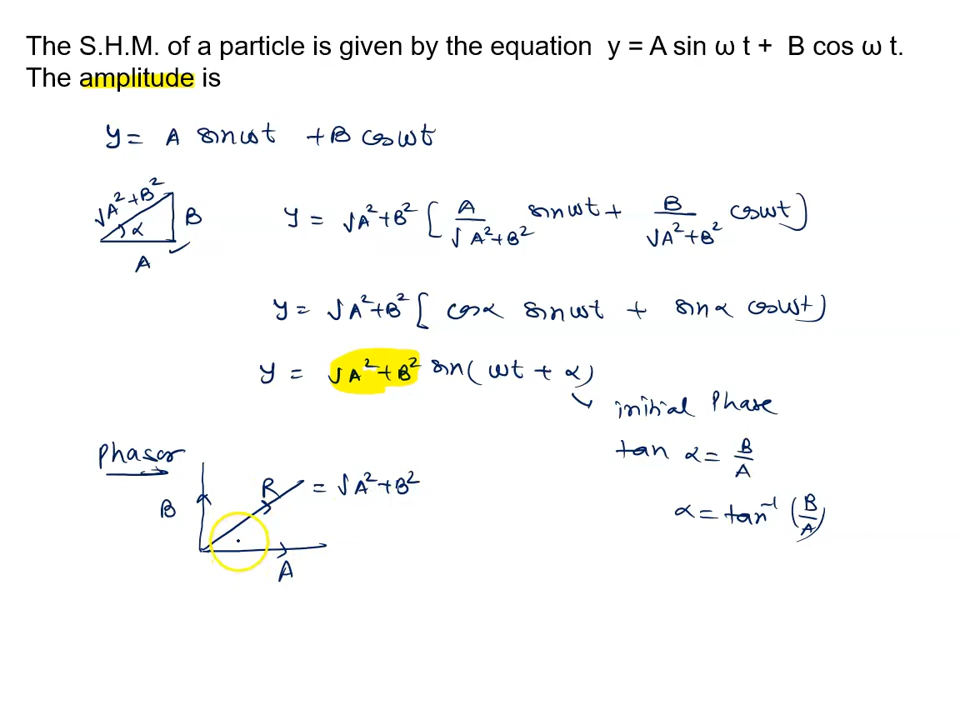 The S.H.M. of a particle is given by the equation y = A sin ω t + B cos ω t.
The amplitude is
y = A sinωt + B cosωt
√A²+B²
B
α
A
y = √A²+B² [ A/√A²+B² sinωt + B/√A²+B² cosωt )
y = √A²+B² [ cosα sinωt + sinα cosωt )
y = √A²+B² sin( ωt + α )
initial Phase
tan α = B/A
α = tan⁻¹ (B/A)
Phasor
R = √A²+B²
B
A